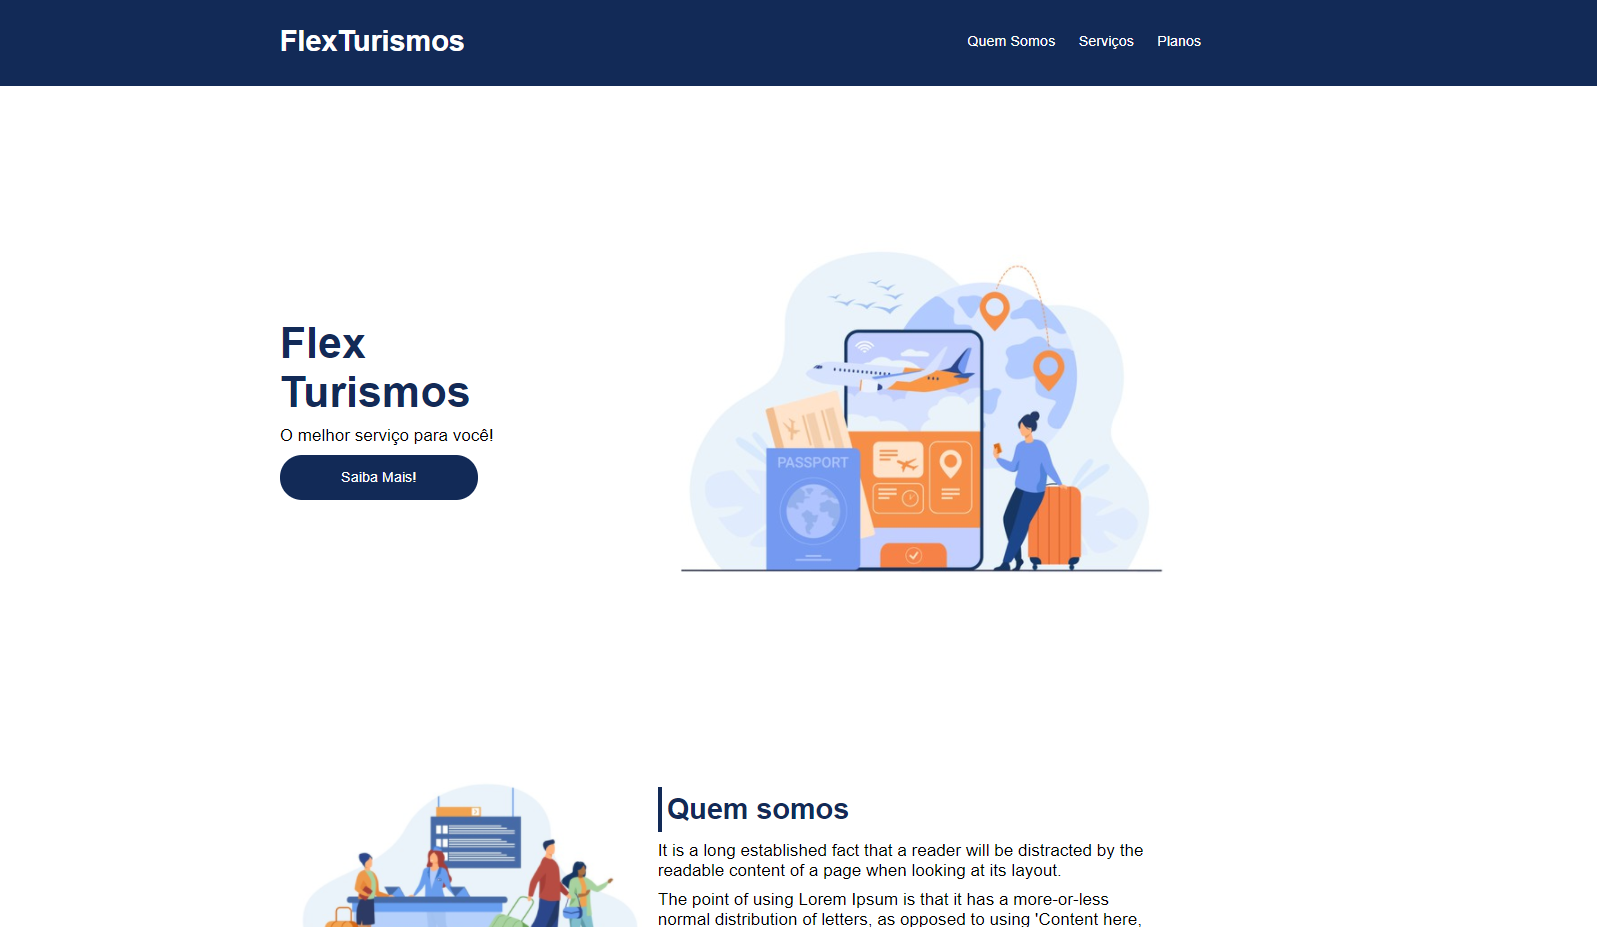 FlexTurismos
Quem Somos Serviços Planos
Flex
Turismos
O melhor serviço para você!
Saiba Mais!
PASSPORT
Quem somos
It is a long established fact that a reader will be distracted by the
readable content of a page when looking at its layout.
The point of using Lorem Ipsum is that it has a more-or-less
normal distribution of letters, as opposed to using 'Content here,